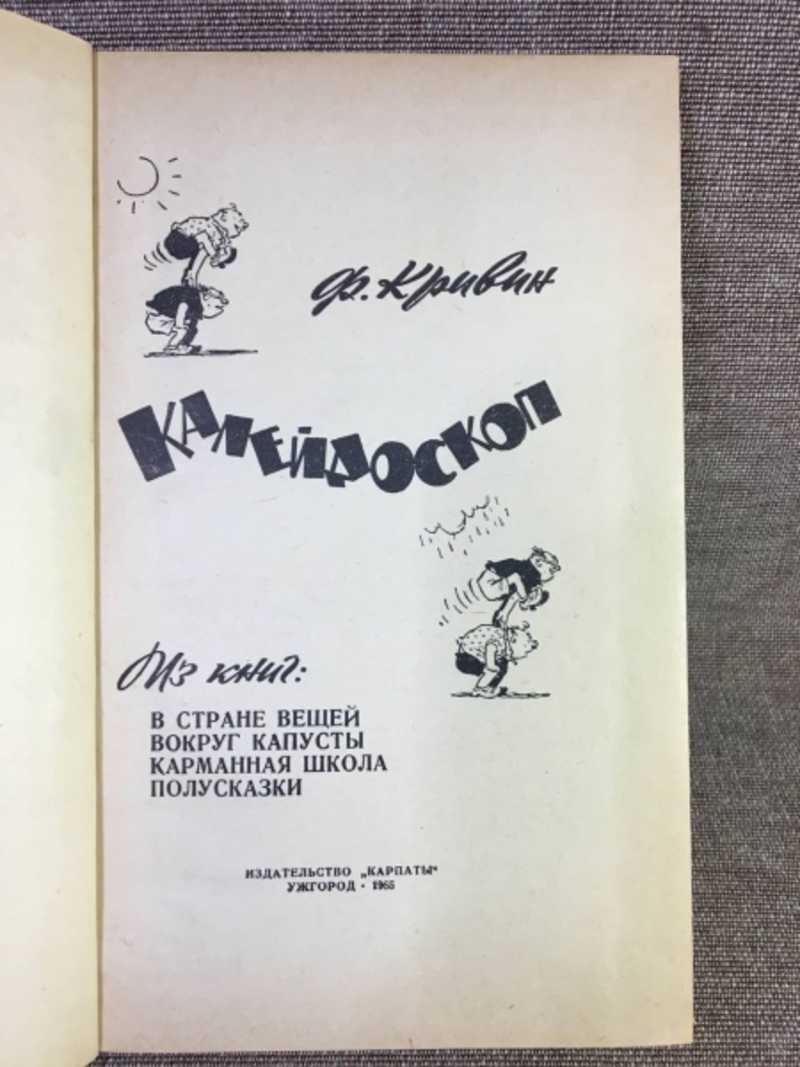 Ф. Кривин
КАЛЕЙДОСКОП
Из книг:
В СТРАНЕ ВЕЩЕЙ
ВОКРУГ КАПУСТЫ
КАРМАННАЯ ШКОЛА
ПОЛУСКАЗКИ
ИЗДАТЕЛЬСТВО „КАРПАТЫ“
УЖГОРОД · 1965